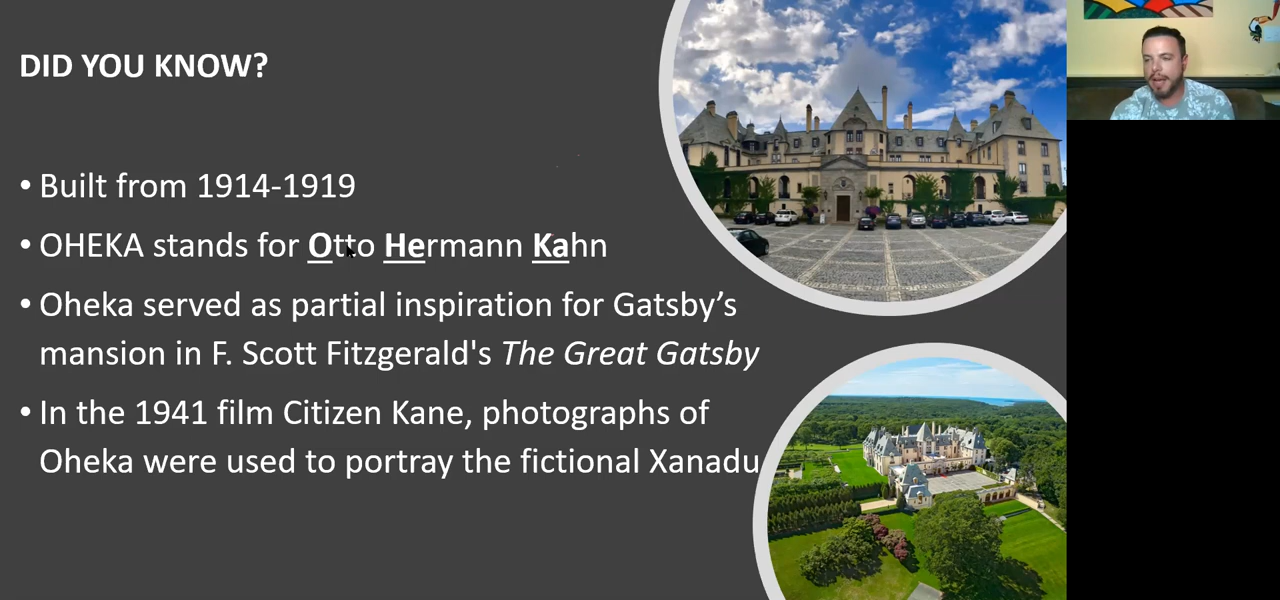 DID YOU KNOW?
• Built from 1914-1919
• OHEKA stands for Otto Hermann Kahn
• Oheka served as partial inspiration for Gatsby’s
mansion in F. Scott Fitzgerald's The Great Gatsby
• In the 1941 film Citizen Kane, photographs of
Oheka were used to portray the fictional Xanadu